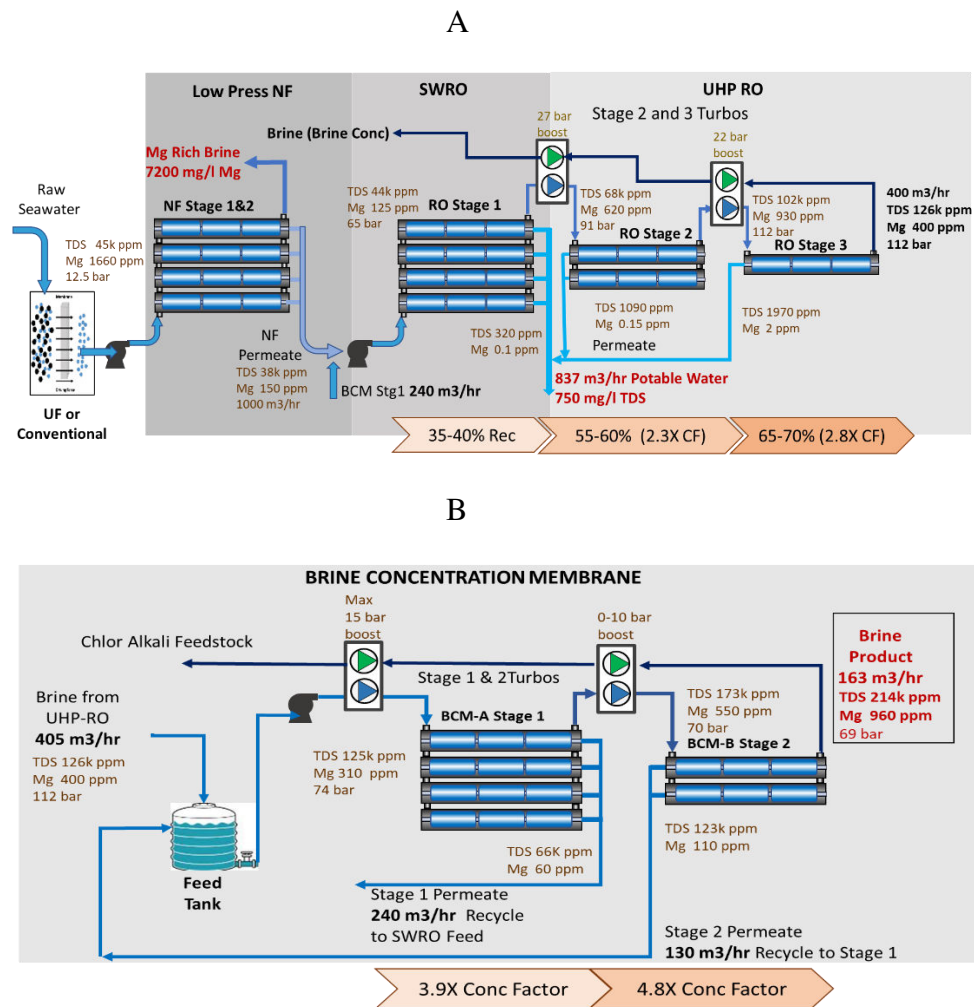 A
Low Press NF
SWRO
UHP RO
Stage 2 and 3 Turbos
27 bar
boost
22 bar
boost
Brine (Brine Conc)
Mg Rich Brine
7200 mg/l Mg
Raw
Seawater
TDS 45k ppm
Mg 1660 ppm
12.5 bar
NF Stage 1&2
TDS 44k ppm
Mg 125 ppm
65 bar
RO Stage 1
TDS 68k ppm
Mg 620 ppm
91 bar
RO Stage 2
TDS 102k ppm
Mg 930 ppm
112 bar
RO Stage 3
400 m3/hr
TDS 126k ppm
Mg 400 ppm
112 bar
UF or
Conventional
NF
Permeate
TDS 38k ppm
Mg 150 ppm
1000 m3/hr
BCM Stg1 240 m3/hr
TDS 320 ppm
Mg 0.1 ppm
TDS 1090 ppm
Mg 0.15 ppm
Permeate
TDS 1970 ppm
Mg 2 ppm
837 m3/hr Potable Water
750 mg/l TDS
35-40% Rec
55-60% (2.3X CF)
65-70% (2.8X CF)
B
BRINE CONCENTRATION MEMBRANE
Max
15 bar
boost
0-10 bar
boost
Chlor Alkali Feedstock
Stage 1 & 2Turbos
Brine
Product
163 m3/hr
TDS 214k ppm
Mg 960 ppm
69 bar
Brine from
UHP-RO
405 m3/hr
TDS 126k ppm
Mg 400 ppm
112 bar
TDS 125k ppm
Mg 310 ppm
74 bar
BCM-A Stage 1
TDS 173k ppm
Mg 550 ppm
70 bar
BCM-B Stage 2
Feed
Tank
TDS 66K ppm
Mg 60 ppm
TDS 123k ppm
Mg 110 ppm
Stage 1 Permeate
240 m3/hr Recycle
to SWRO Feed
Stage 2 Permeate
130 m3/hr Recycle to Stage 1
3.9X Conc Factor
4.8X Conc Factor